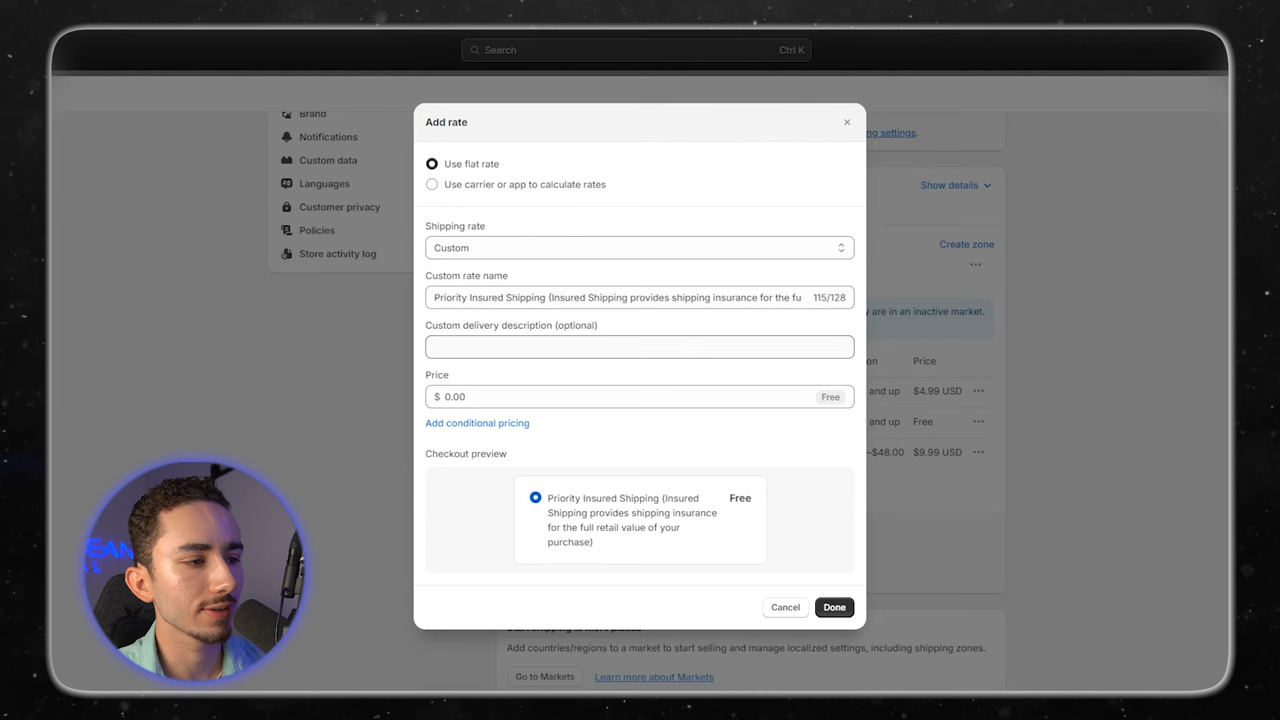 Search
Ctrl K
Brand
Notifications
Custom data
Languages
Customer privacy
Policies
Store activity log
ng settings.
Show details
Create zone
y are in an inactive market.
on
Price
and up
$4.99 USD
and up
Free
–$48.00
$9.99 USD
Add rate
Use flat rate
Use carrier or app to calculate rates
Shipping rate
Custom
Custom rate name
Priority Insured Shipping (Insured Shipping provides shipping insurance for the fu
115/128
Custom delivery description (optional)
Price
$ 0.00
Free
Add conditional pricing
Checkout preview
Priority Insured Shipping (Insured
Free
Shipping provides shipping insurance
for the full retail value of your
purchase)
Cancel
Done
Add countries/regions to a market to start selling and manage localized settings, including shipping zones.
Go to Markets
Learn more about Markets